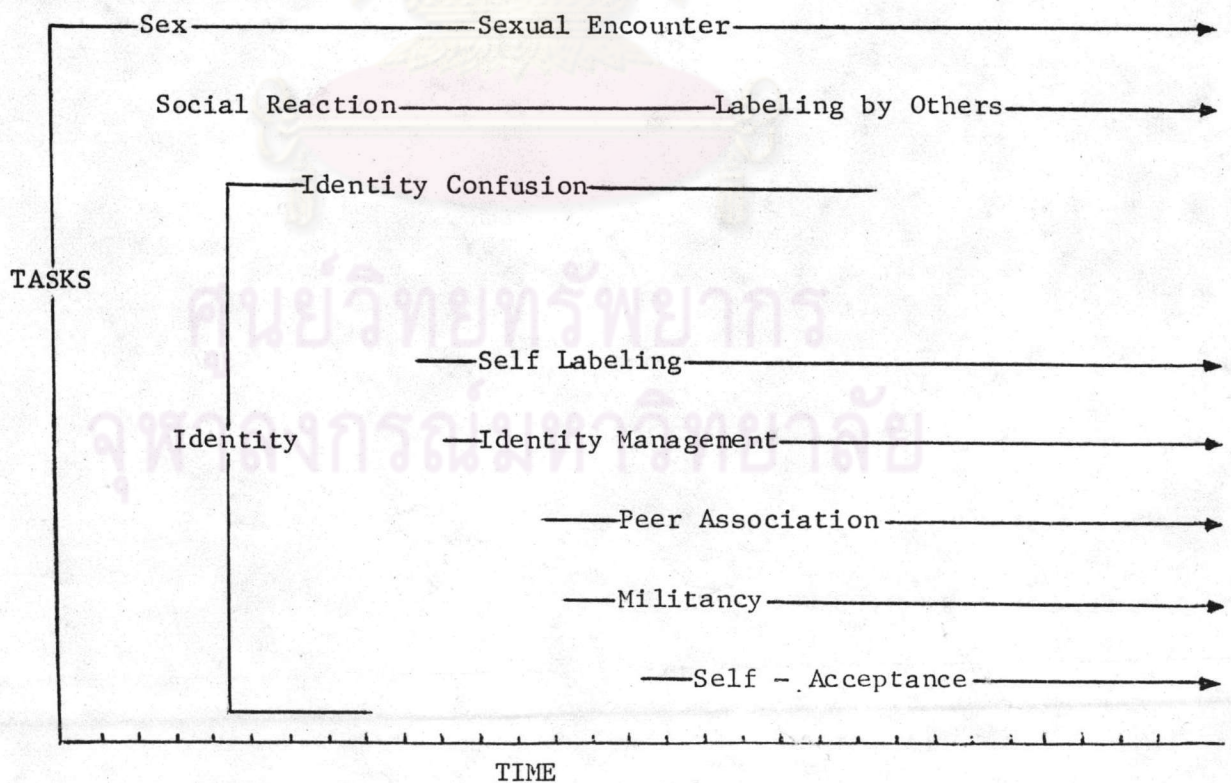 Sex Sexual Encounter
Social Reaction Labeling by Others
Identity Confusion
TASKS
ศูนย์วิทยทรัพยากร
Self Labeling
จุฬาลงกรณ์มหาวิทยาลัย
Identity Identity Management
Peer Association
Militancy
Self - Acceptance
TIME